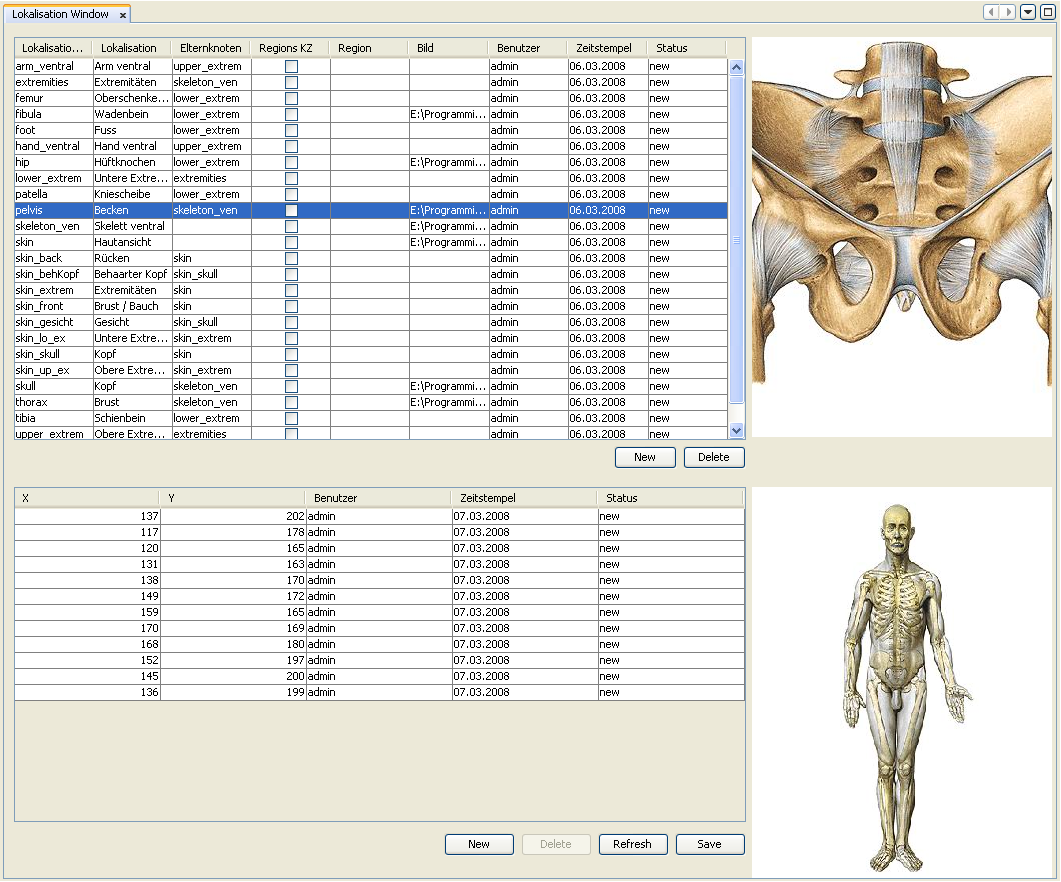 Lokalisation Window
Lokalisatio... Lokalisation Elternknoten Regions KZ Region Bild Benutzer Zeitstempel Status
arm_ventral Arm ventral upper_extrem admin 06.03.2008 new
extremities Extremitäten skeleton_ven admin 06.03.2008 new
femur Oberschenke... lower_extrem admin 06.03.2008 new
fibula Wadenbein lower_extrem E:\Programmi... admin 06.03.2008 new
foot Fuss lower_extrem admin 06.03.2008 new
hand_ventral Hand ventral upper_extrem admin 06.03.2008 new
hip Hüftknochen lower_extrem E:\Programmi... admin 06.03.2008 new
lower_extrem Untere Extre... extremities admin 06.03.2008 new
patella Kniescheibe lower_extrem admin 06.03.2008 new
pelvis Becken skeleton_ven E:\Programmi... admin 06.03.2008 new
skeleton_ven Skelett ventral E:\Programmi... admin 06.03.2008 new
skin Hautansicht E:\Programmi... admin 06.03.2008 new
skin_back Rücken skin admin 06.03.2008 new
skin_behKopf Behaarter Kopf skin_skull admin 06.03.2008 new
skin_extrem Extremitäten skin admin 06.03.2008 new
skin_front Brust / Bauch skin admin 06.03.2008 new
skin_gesicht Gesicht skin_skull admin 06.03.2008 new
skin_lo_ex Untere Extre... skin_extrem admin 06.03.2008 new
skin_skull Kopf skin admin 06.03.2008 new
skin_up_ex Obere Extre... skin_extrem admin 06.03.2008 new
skull Kopf skeleton_ven E:\Programmi... admin 06.03.2008 new
thorax Brust skeleton_ven E:\Programmi... admin 06.03.2008 new
tibia Schienbein lower_extrem admin 06.03.2008 new
upper_extrem Obere Extre... extremities admin 06.03.2008 new
New Delete
X Y Benutzer Zeitstempel Status
137 202 admin 07.03.2008 new
117 178 admin 07.03.2008 new
120 165 admin 07.03.2008 new
131 163 admin 07.03.2008 new
138 170 admin 07.03.2008 new
149 172 admin 07.03.2008 new
159 165 admin 07.03.2008 new
170 169 admin 07.03.2008 new
168 180 admin 07.03.2008 new
152 197 admin 07.03.2008 new
145 200 admin 07.03.2008 new
136 199 admin 07.03.2008 new
New Delete Refresh Save